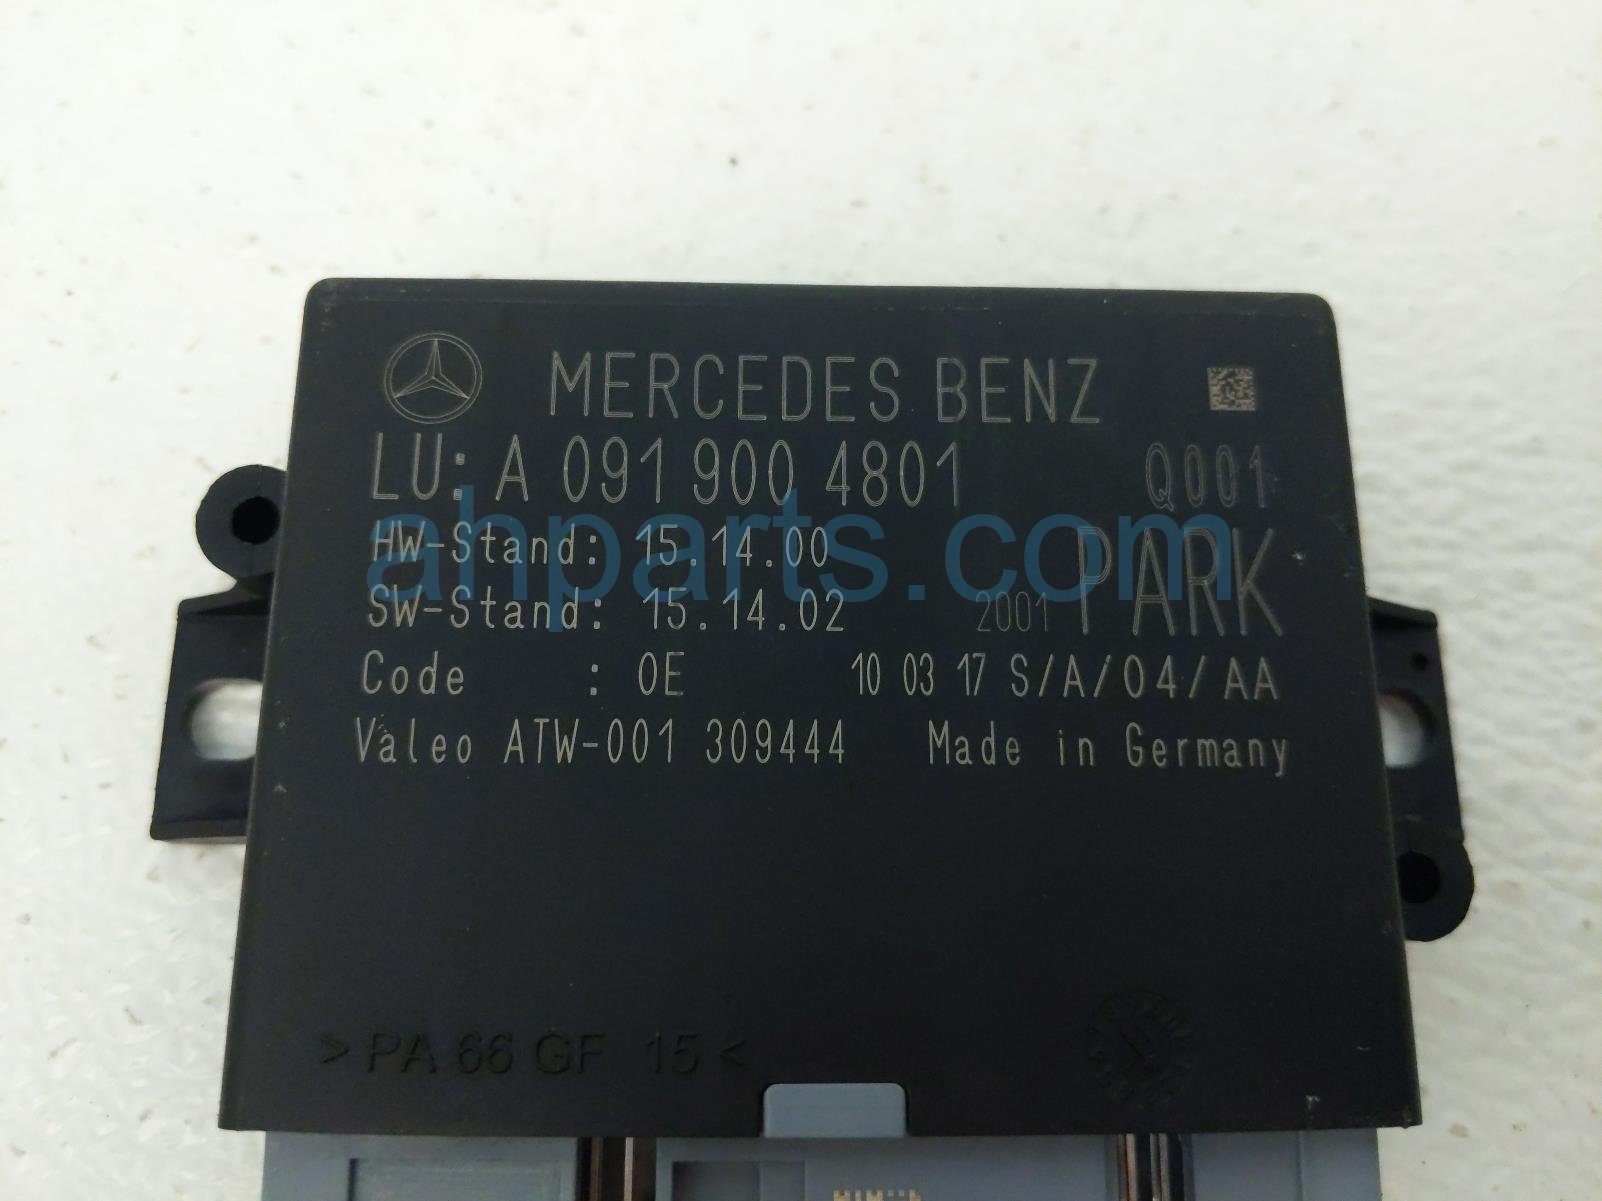 MERCEDES BENZ
LU: A 091 900 4801 Q001
HW-Stand: 15.14.00
SW-Stand: 15.14.02 2001 PARK
Code : 0E 10 03 17 S/A/04/AA
Valeo ATW-001 309444 Made in Germany
ahparts.com
> PA 66 GF 15 <